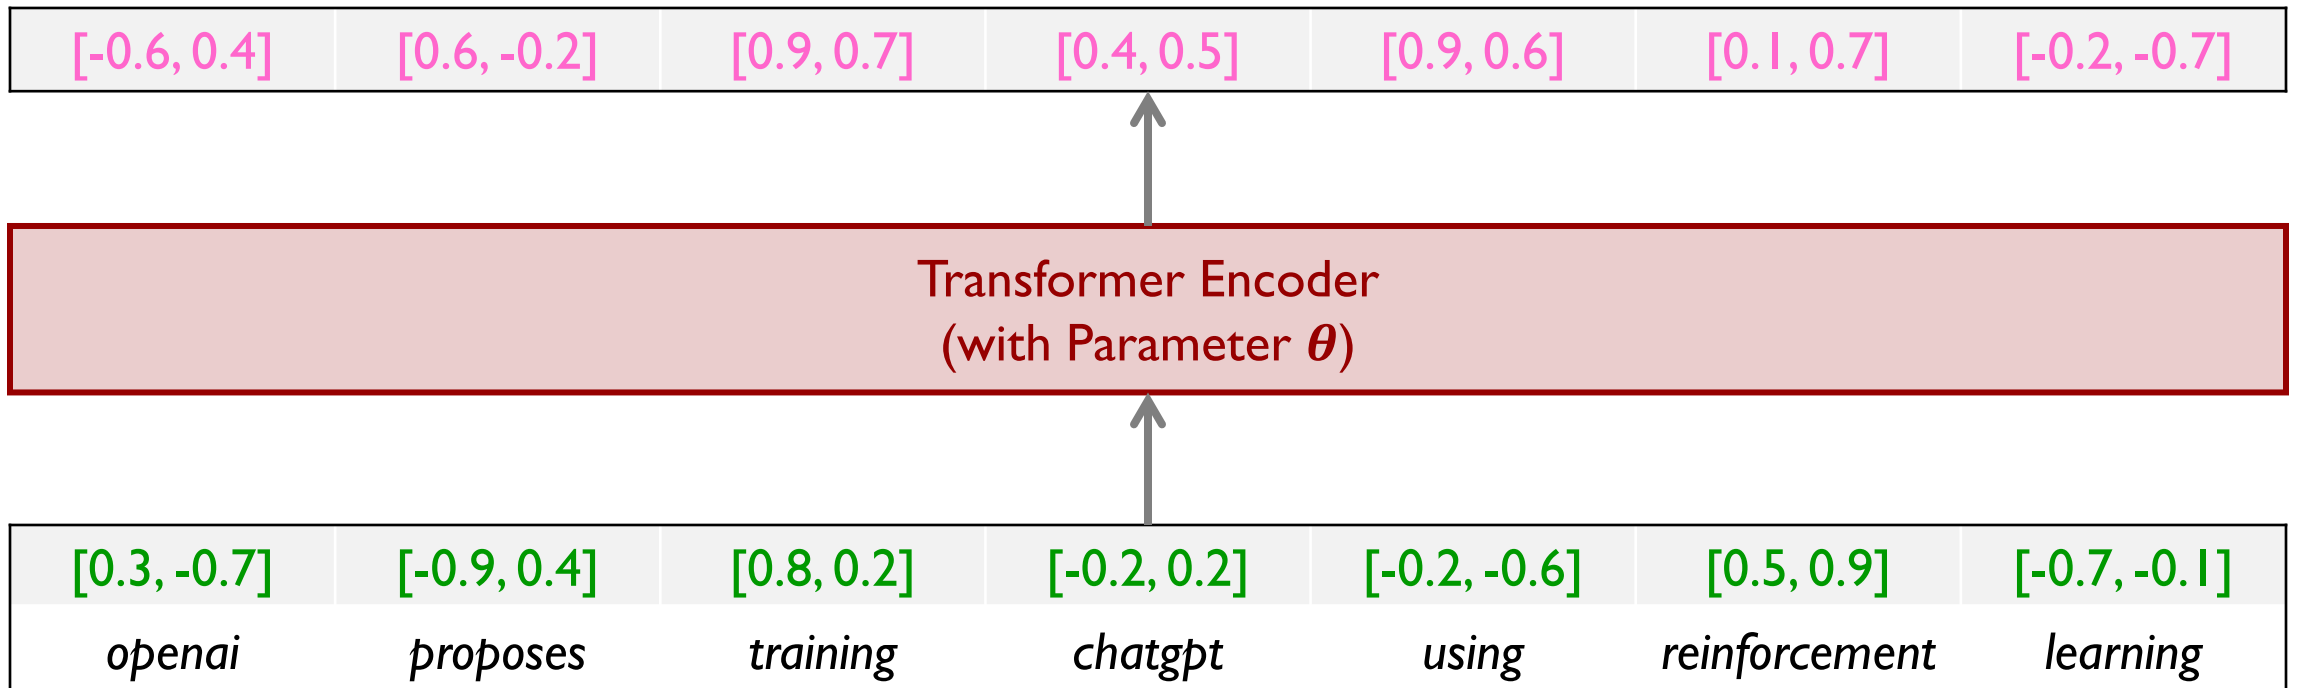 [-0.6, 0.4] [0.6, -0.2] [0.9, 0.7] [0.4, 0.5] [0.9, 0.6] [0.1, 0.7] [-0.2, -0.7]
Transformer Encoder
(with Parameter θ)
[0.3, -0.7] [-0.9, 0.4] [0.8, 0.2] [-0.2, 0.2] [-0.2, -0.6] [0.5, 0.9] [-0.7, -0.1]
openai proposes training chatgpt using reinforcement learning